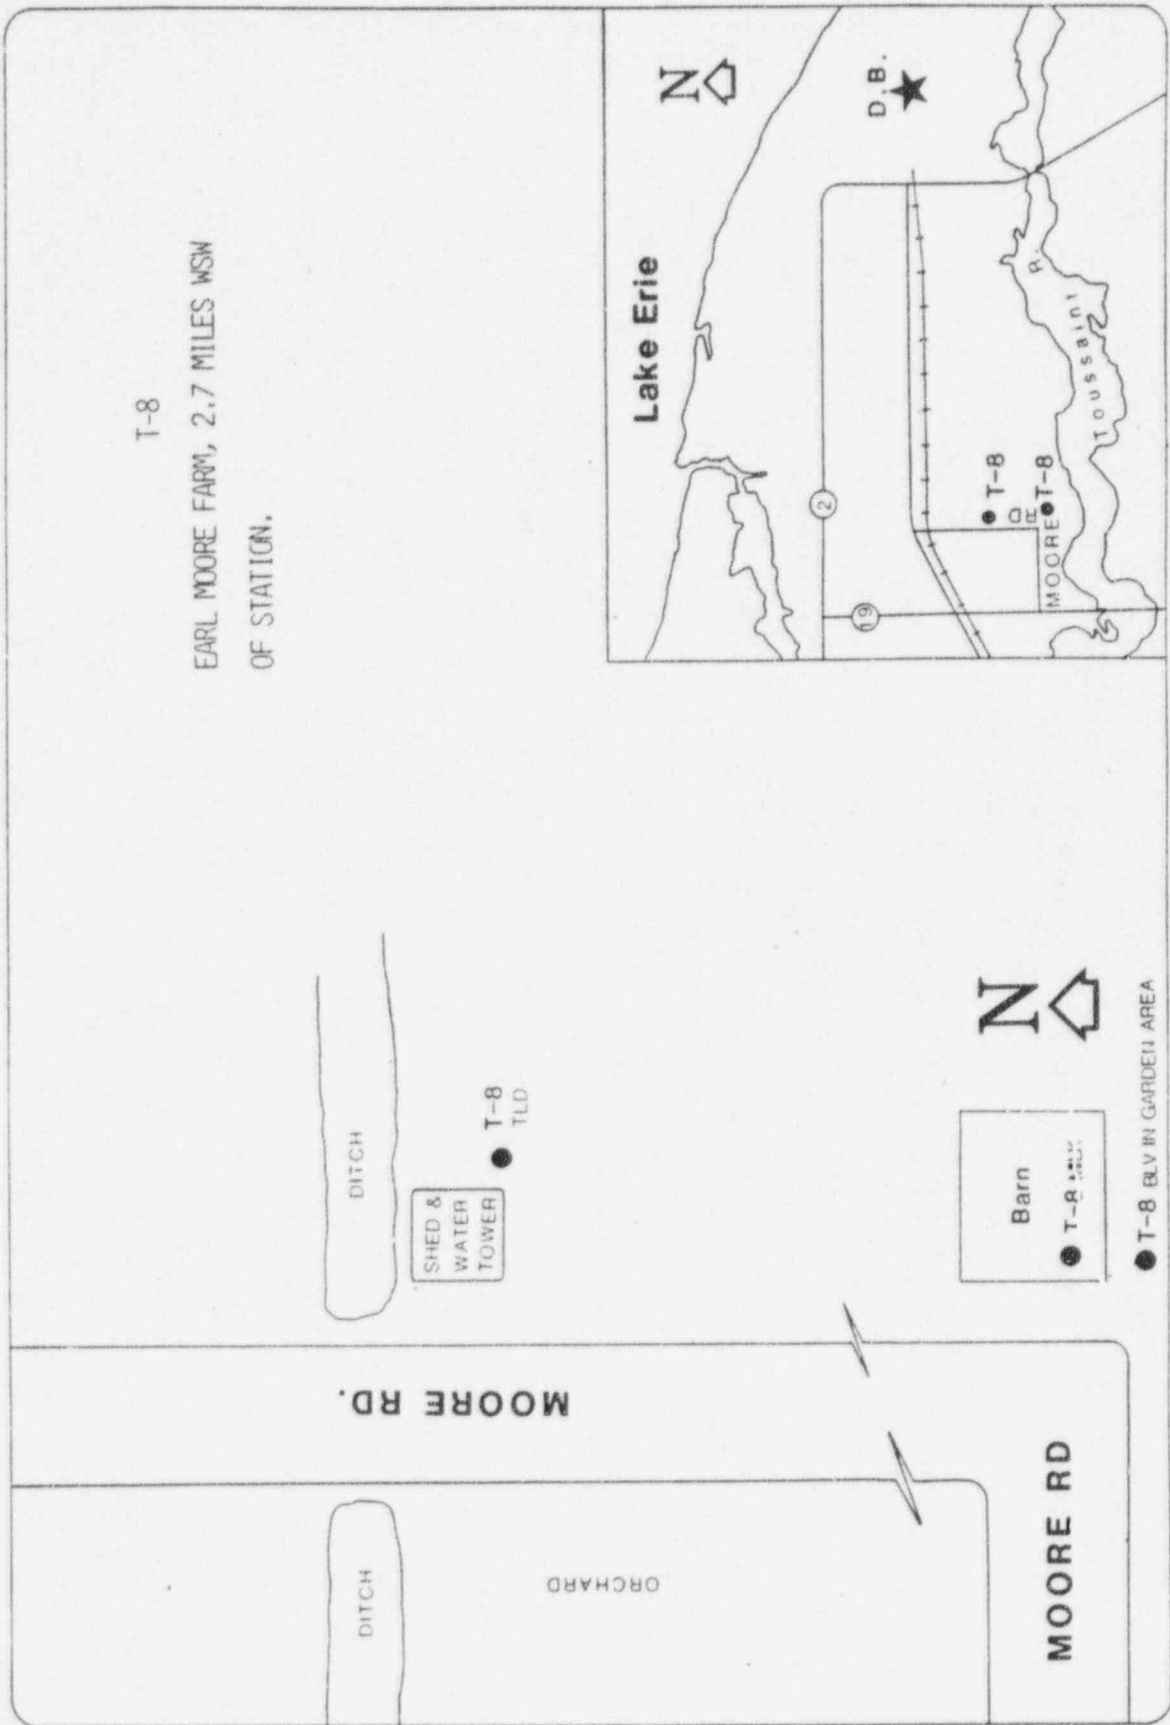 T-8
EARL MOORE FARM, 2.7 MILES WSW
OF STATION.
DITCH
SHED &
WATER
TOWER
T-8
TLD
MOORE RD.
DITCH
ORCHARD
Barn
T-8
N
T-8 BLV IN GARDEN AREA
MOORE RD
N
Lake Erie
D.B.
2
19
T-8
RD
T-8
MOORE
Toussaint R.